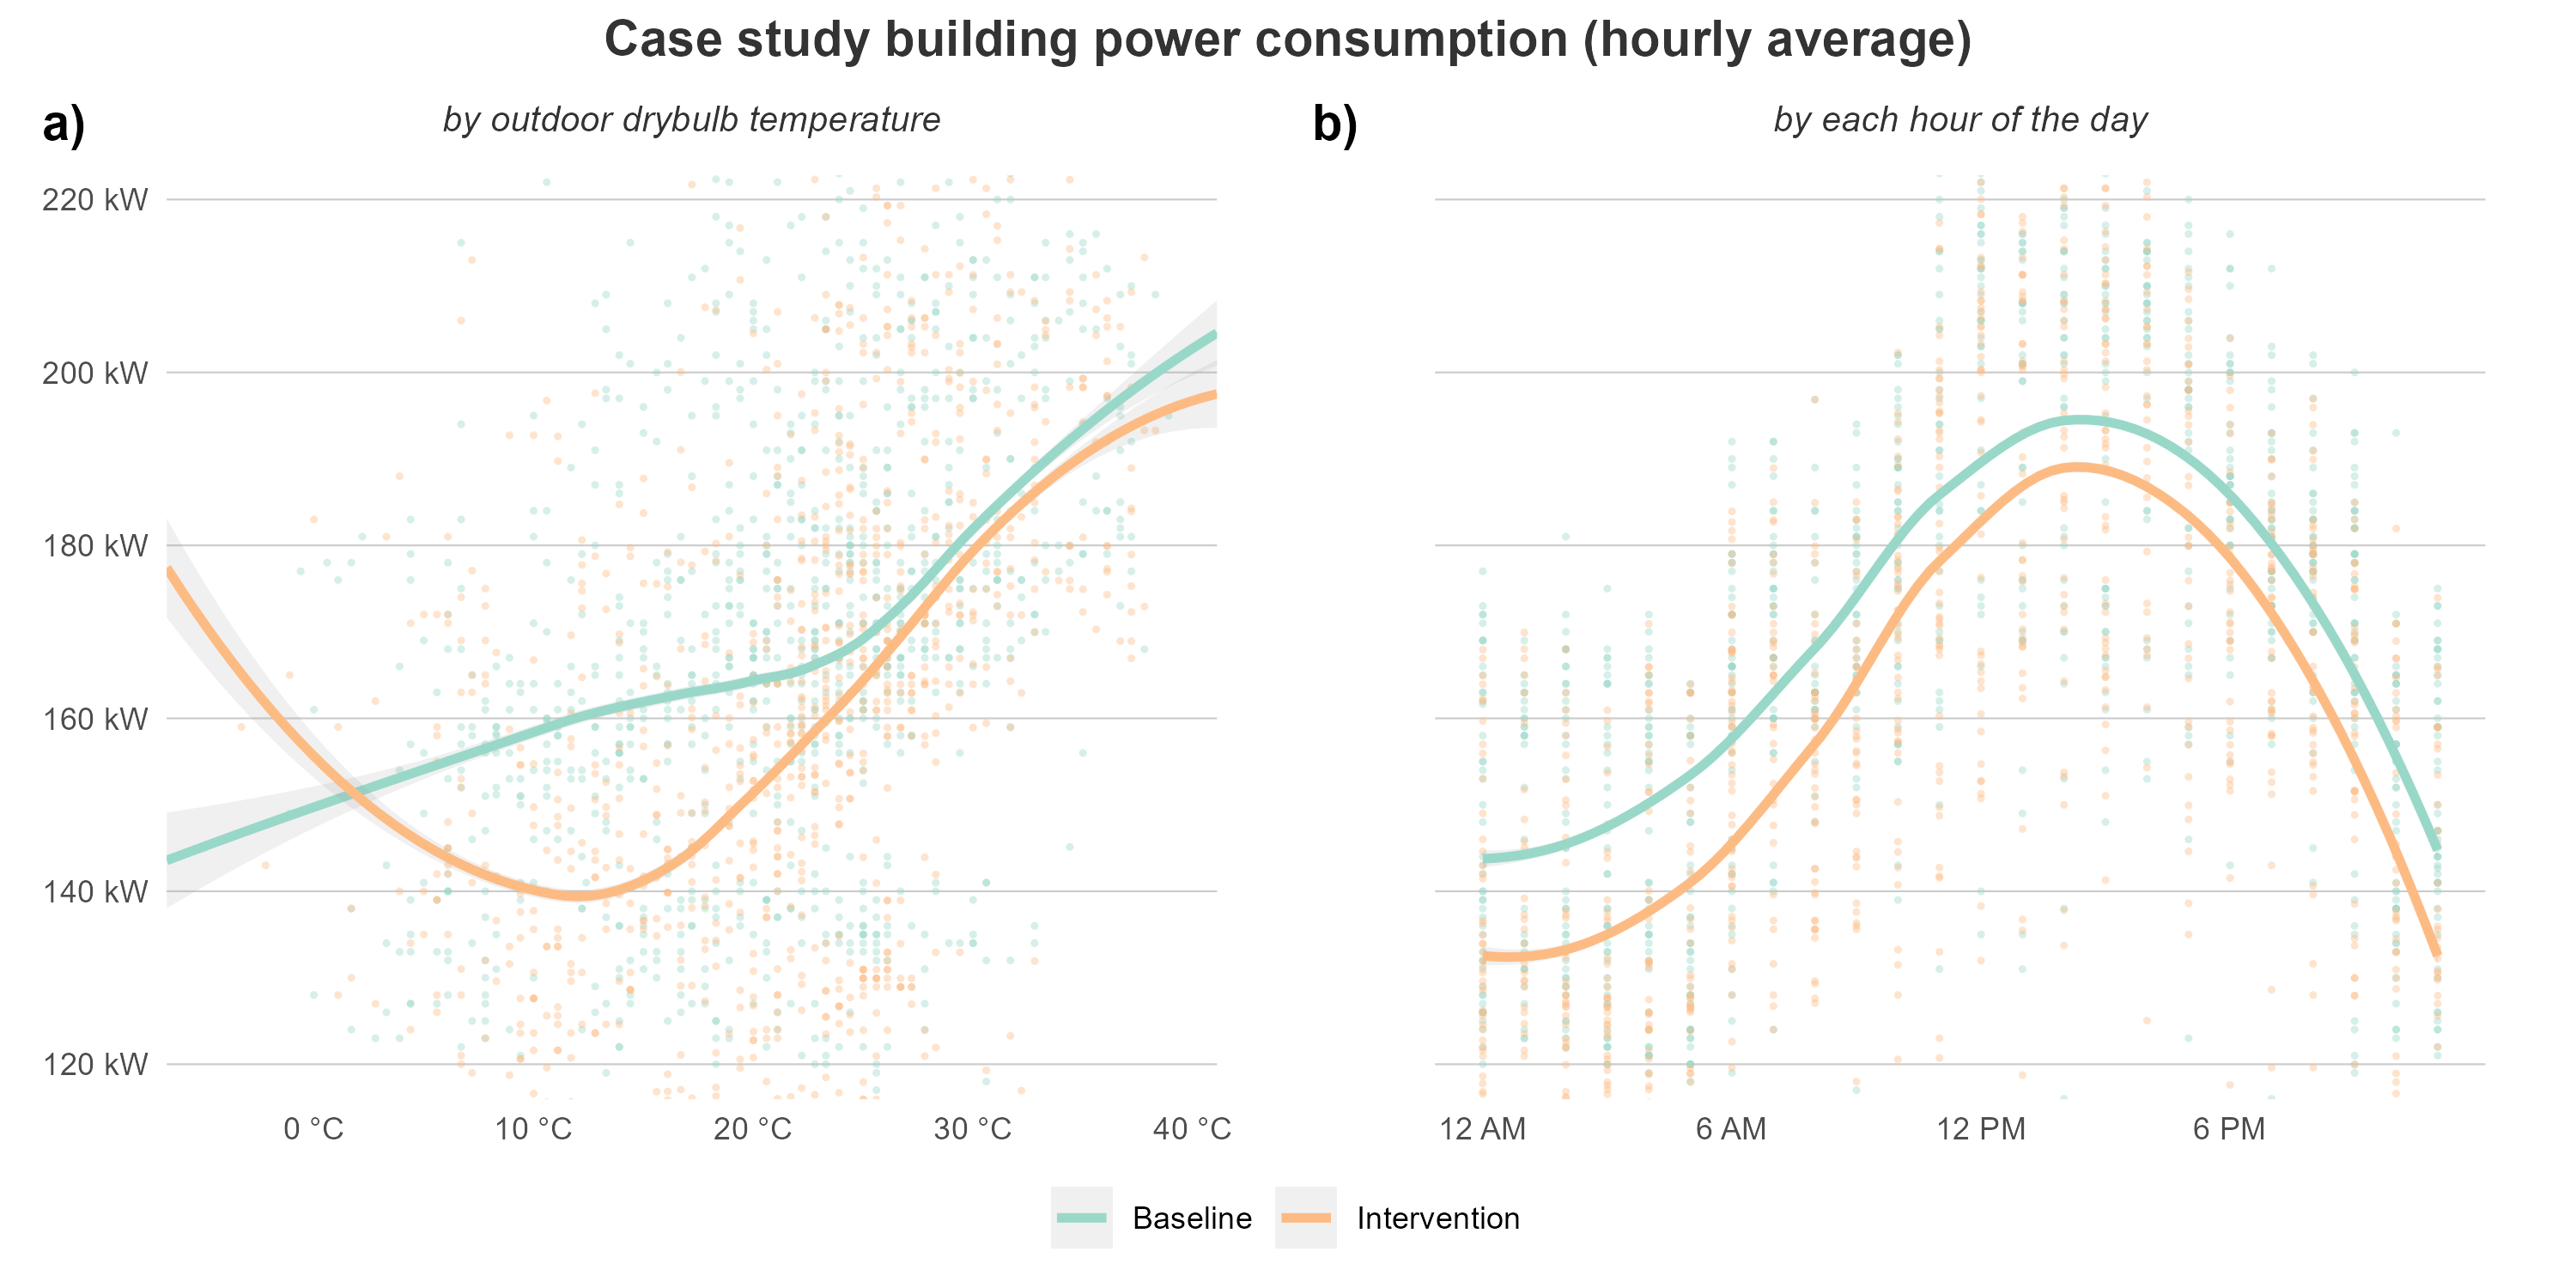 Case study building power consumption (hourly average)
a)
by outdoor drybulb temperature
220 kW
200 kW
180 kW
160 kW
140 kW
120 kW
0 °C 10 °C 20 °C 30 °C 40 °C
b)
by each hour of the day
12 AM 6 AM 12 PM 6 PM
Baseline Intervention